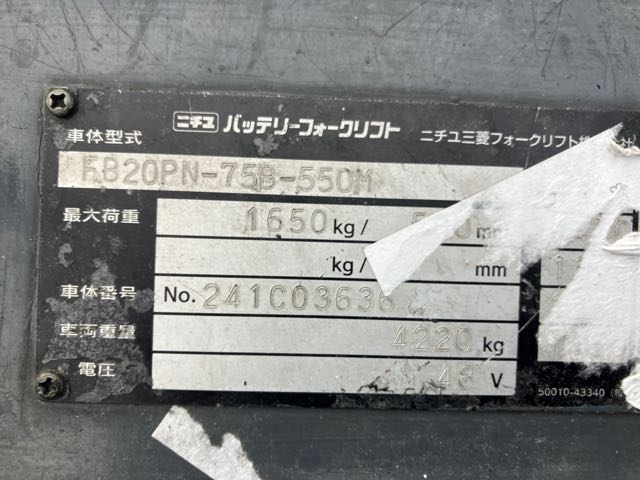 ニチユ バッテリーフォークリフト ニチユ三菱フォークリフト株
車体型式
FB20PN-75B-550M
最大荷重 1650 kg/ mm
kg/ mm
車体番号 No. 241C03636
車両重量 4220 kg
電圧 48 V
50010-43340